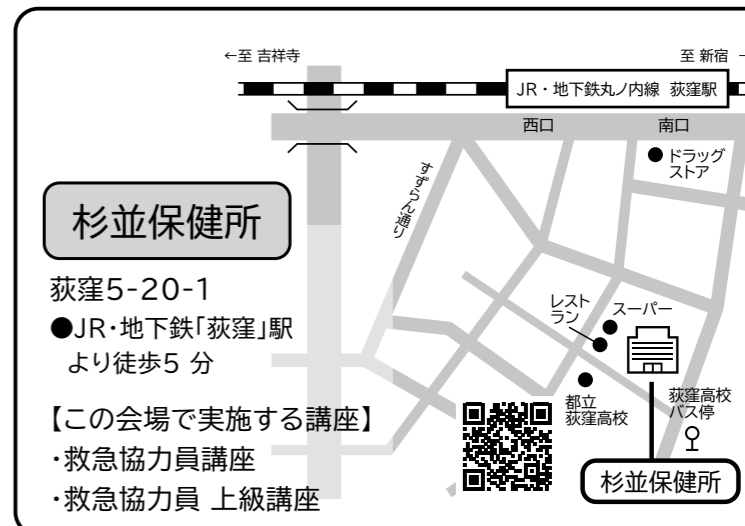 ←至 吉祥寺
至 新宿
JR・地下鉄丸ノ内線 荻窪駅
西口
南口
ドラッグ
ストア
すずらん通り
杉並保健所
荻窪5-20-1
●JR・地下鉄「荻窪」駅
より徒歩5 分
レスト
ラン
スーパー
都立
荻窪高校
荻窪高校
バス停
【この会場で実施する講座】
・救急協力員講座
・救急協力員 上級講座
杉並保健所